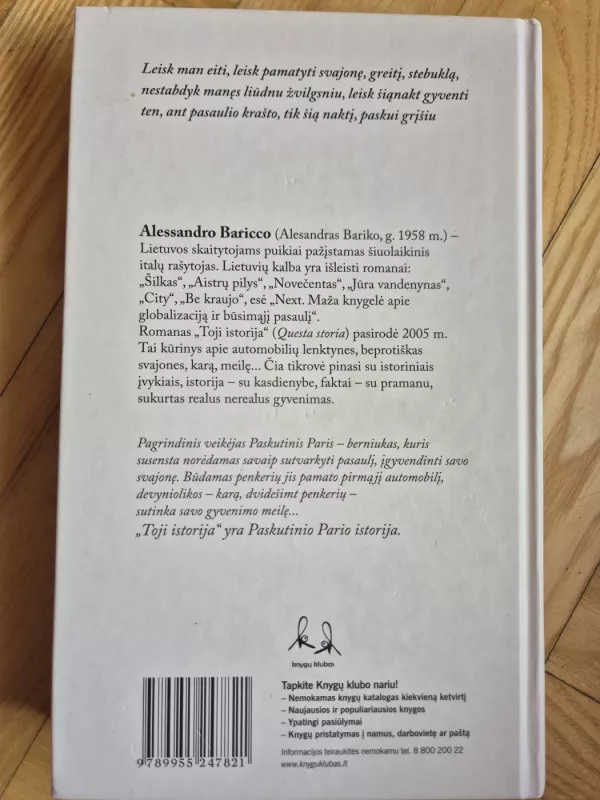 Leisk man eiti, leisk pamatyti svajonę, greitį, stebuklą,
nestabdyk manęs liūdnu žvilgsniu, leisk šiąnakt gyventi
ten, ant pasaulio krašto, tik šią naktį, paskui grįšiu
Alessandro Baricco (Alesandras Bariko, g. 1958 m.) –
Lietuvos skaitytojams puikiai pažįstamas šiuolaikinis
italų rašytojas. Lietuvių kalba yra išleisti romanai:
„Šilkas“, „Aistrų pilys“, „Novečentas“, „Jūra vandenynas“,
„City“, „Be kraujo“, esė „Next. Maža knygelė apie
globalizaciją ir būsimąjį pasaulį“.
Romanas „Toji istorija“ (Questa storia) pasirodė 2005 m.
Tai kūrinys apie automobilių lenktynes, beprotiškas
svajones, karą, meilę... Čia tikrovė pinasi su istoriniais
įvykiais, istorija – su kasdienybe, faktai – su pramanu,
sukurtas realus nerealus gyvenimas.
Pagrindinis veikėjas Paskutinis Paris – berniukas, kuris
susensta norėdamas savaip sutvarkyti pasaulį, įgyvendinti savo
svajonę. Būdamas penkerių jis pamato pirmąjį automobilį,
devyniolikos – karą, dvidešimt penkerių –
sutinka savo gyvenimo meilę...
„Toji istorija“ yra Paskutinio Pario istorija.
knygų klubas
Tapkite Knygų klubo nariu!
– Nemokamas knygų katalogas kiekvieną ketvirtį
– Naujausios ir populiariausios knygos
– Ypatingi pasiūlymai
– Knygų pristatymas į namus, darbovietę ar paštą
Informacijos teiraukitės nemokamu tel. 8 800 200 22
www.knyguklubas.lt
9 789955 247821